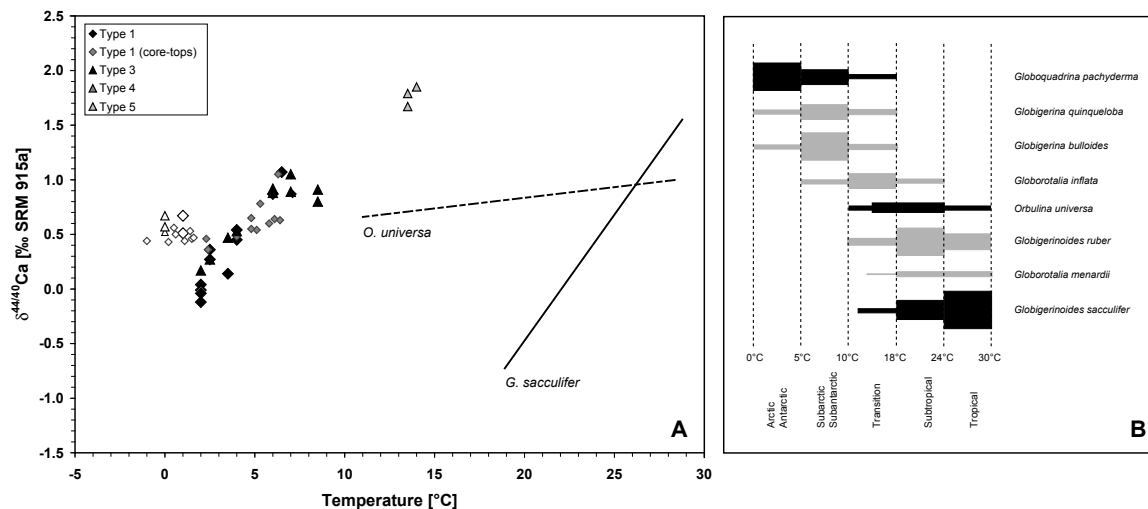 2.5
2.0
1.5
1.0
0.5
0.0
-0.5
-1.0
-1.5
δ44/40Ca [‰ SRM 915a]
Type 1
Type 1 (core-tops)
Type 3
Type 4
Type 5
O. universa
G. sacculifer
A
-5 0 5 10 15 20 25 30
Temperature [°C]
Globoquadrina pachyderma
Globigerina quinqueloba
Globigerina bulloides
Globorotalia inflata
Orbulina universa
Globigerinoides ruber
Globorotalia menardii
Globigerinoides sacculifer
0°C 5°C 10°C 18°C 24°C 30°C
Arctic
Antarctic
Subarctic
Subantarctic
Transition
Subtropical
Tropical
B